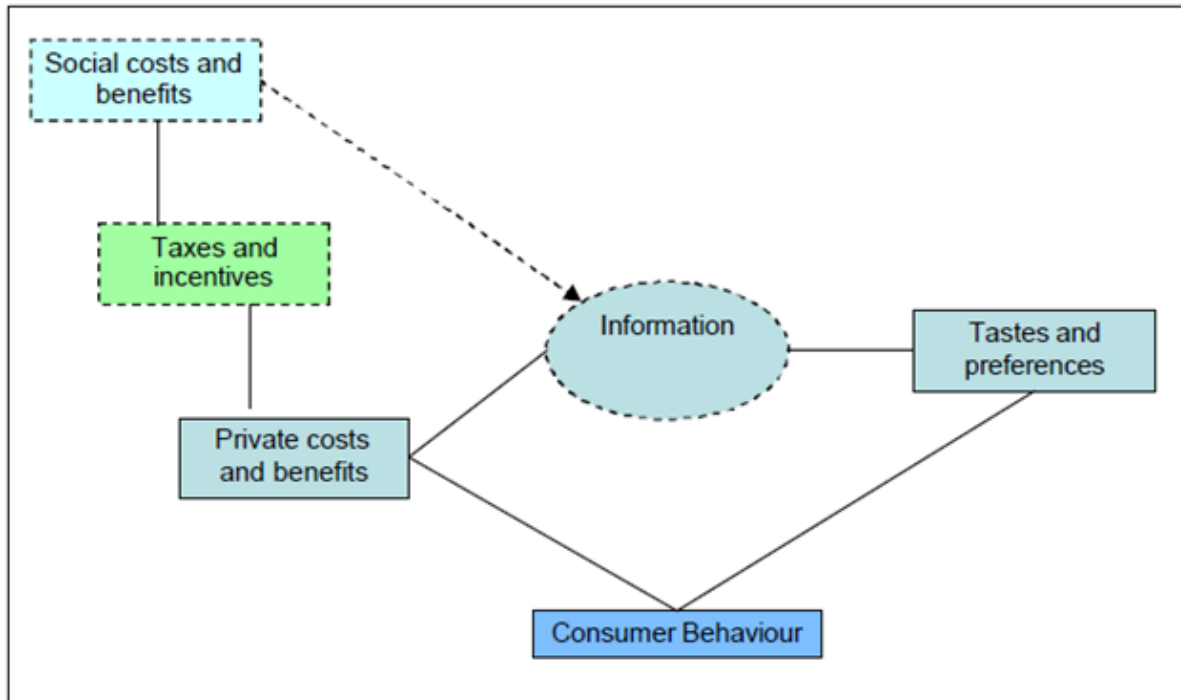 Social costs and
benefits
Taxes and
incentives
Information
Tastes and
preferences
Private costs
and benefits
Consumer Behaviour